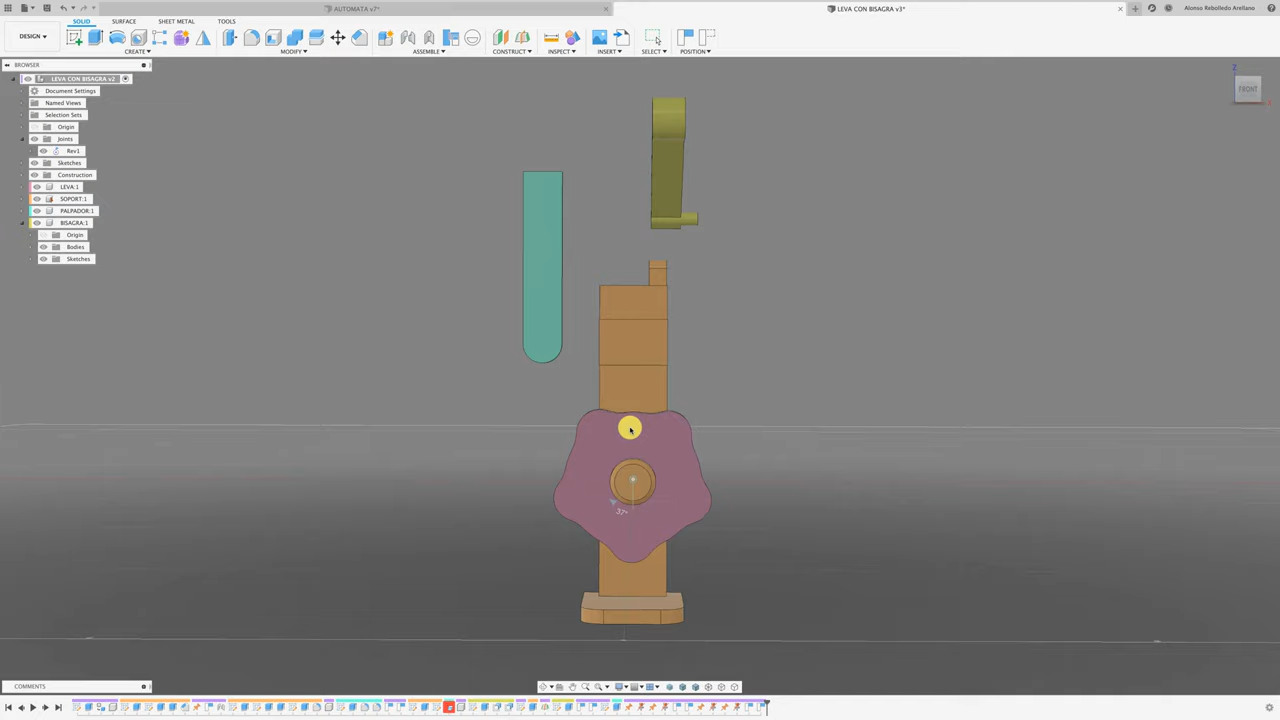 AUTOMATA v7*
LEVA CON BISAGRA v3*
Alonso Rebolledo Arellano
DESIGN
SOLID
SURFACE
SHEET METAL
TOOLS
CREATE
MODIFY
ASSEMBLE
CONSTRUCT
INSPECT
INSERT
SELECT
POSITION
BROWSER
LEVA CON BISAGRA v2
Document Settings
Named Views
Selection Sets
Origin
Joints
Rev1
Sketches
Construction
LEVA:1
SOPORT:1
PALPADOR:1
BISAGRA:1
Origin
Bodies
Sketches
Z
FRONT
COMMENTS